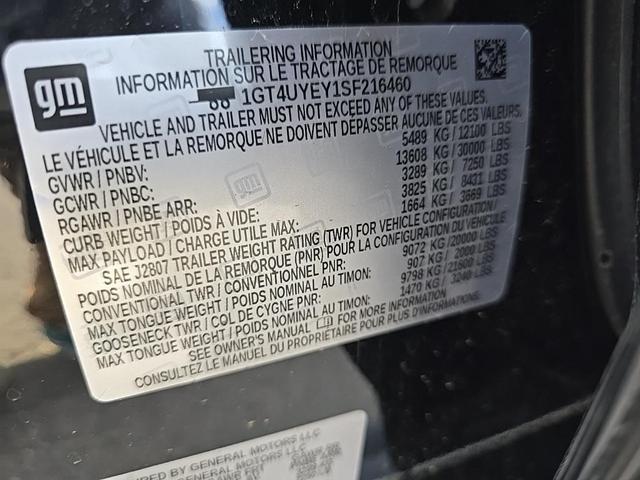 gm
TRAILERING INFORMATION
INFORMATION SUR LE TRACTAGE DE REMORQUE
1GT4UYEY1SF216460
VEHICLE AND TRAILER MUST NOT EXCEED ANY OF THESE VALUES.
LE VÉHICULE ET LA REMORQUE NE DOIVENT DÉPASSER AUCUNE DE CES VALEURS.
GVWR / PNBV: 5489 KG / 12100 LBS
GCWR / PNBC: 13608 KG / 30000 LBS
RGAWR / PNBE ARR: 3289 KG / 7250 LBS
CURB WEIGHT / POIDS À VIDE: 3825 KG / 8431 LBS
MAX PAYLOAD / CHARGE UTILE MAX: 1664 KG / 3669 LBS
SAE J2807 TRAILER WEIGHT RATING (TWR) FOR VEHICLE CONFIGURATION /
POIDS NOMINAL DE LA REMORQUE (PNR) POUR LA CONFIGURATION DU VÉHICULE
CONVENTIONAL TWR / CONVENTIONNEL PNR: 9072 KG / 20000 LBS
MAX TONGUE WEIGHT / POIDS NOMINAL AU TIMON: 907 KG / 2000 LBS
GOOSENECK TWR / COL DE CYGNE PNR: 9798 KG / 21600 LBS
MAX TONGUE WEIGHT / POIDS NOMINAL AU TIMON: 1470 KG / 3240 LBS
SEE OWNER'S MANUAL FOR MORE INFORMATION
CONSULTEZ LE MANUEL DU PROPRIÉTAIRE POUR PLUS D'INFORMATIONS.
BY GENERAL MOTORS LLC
GENERAL MOTORS LLC